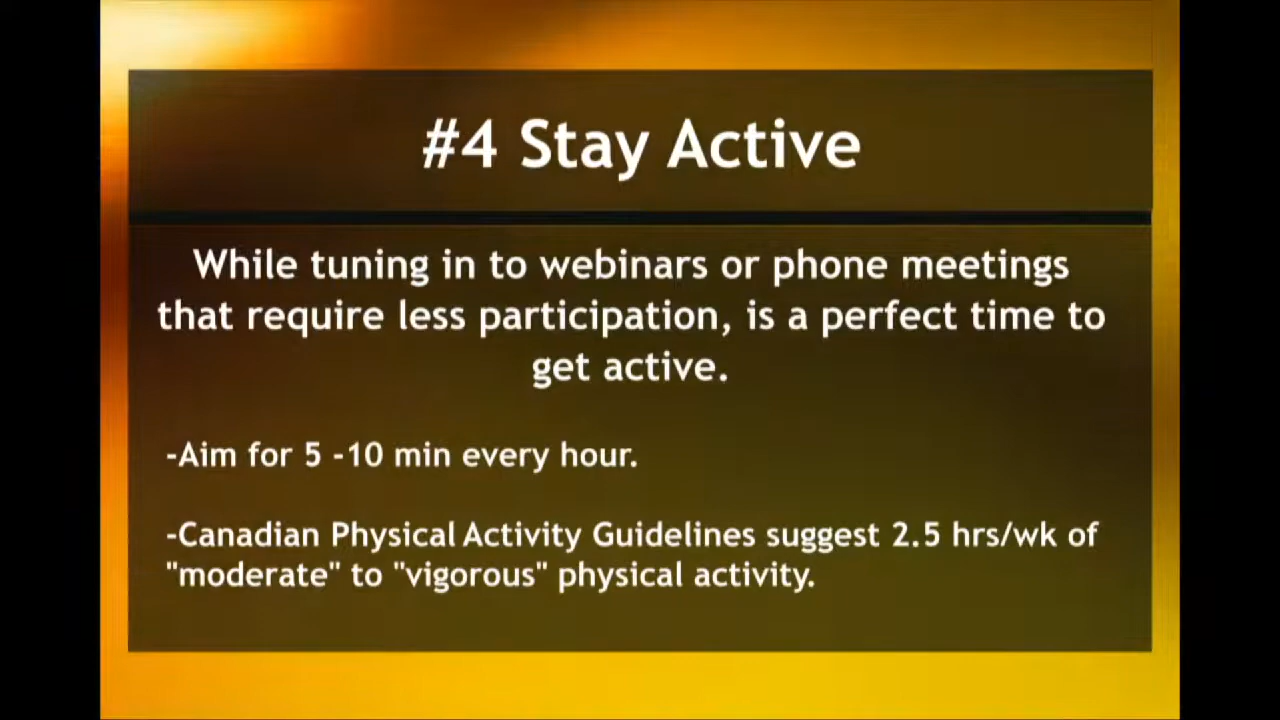 #4 Stay Active
While tuning in to webinars or phone meetings
that require less participation, is a perfect time to
get active.
-Aim for 5 -10 min every hour.
-Canadian Physical Activity Guidelines suggest 2.5 hrs/wk of
"moderate" to "vigorous" physical activity.